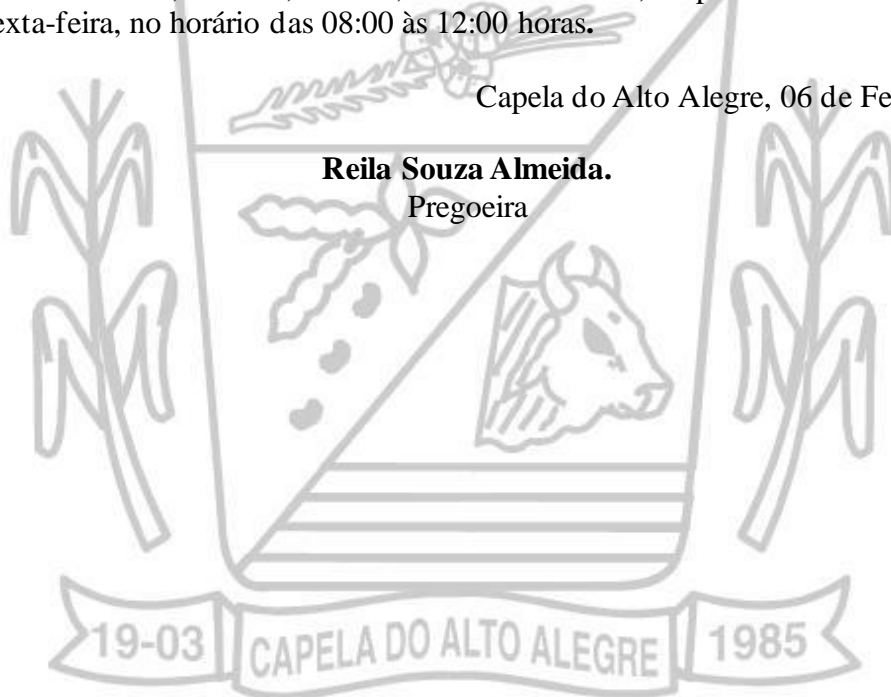 exta-feira, no horário das 08:00 às 12:00 horas.
Capela do Alto Alegre, 06 de Fe
Reila Souza Almeida.
Pregoeira
19-03
CAPELA DO ALTO ALEGRE
1985